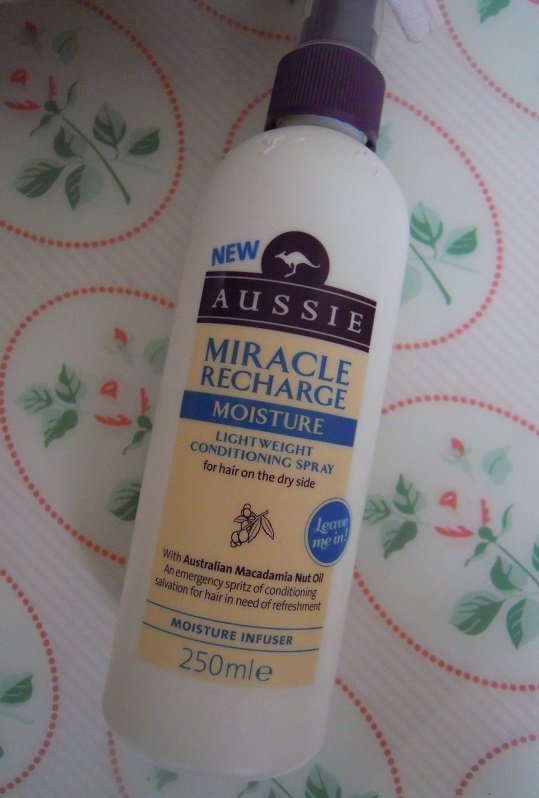 NEW
AUSSIE
MIRACLE
RECHARGE
MOISTURE
LIGHTWEIGHT
CONDITIONING SPRAY
for hair on the dry side
Leave
me in!
With Australian Macadamia Nut Oil
An emergency spritz of conditioning
salvation for hair in need of refreshment
MOISTURE INFUSER
250ml℮